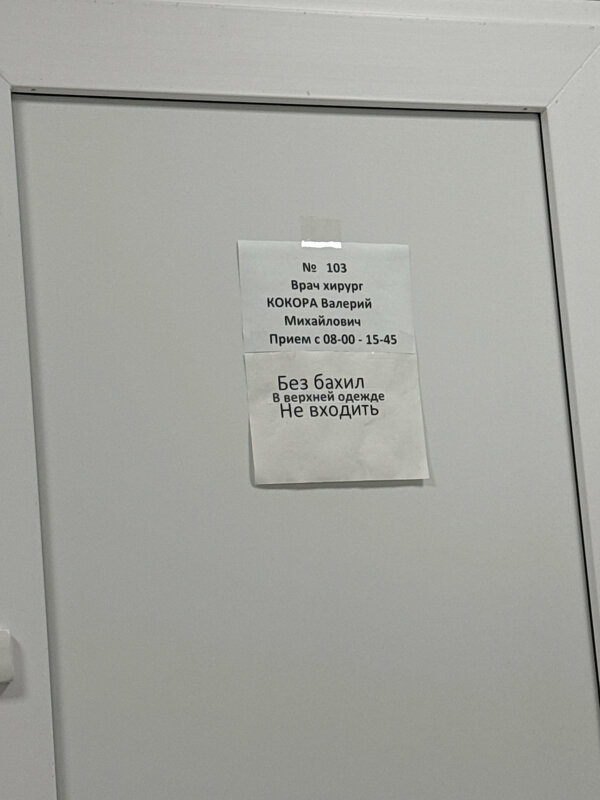 № 103
Врач хирург
КОКОРА Валерий
Михайлович
Прием с 08-00 - 15-45
Без бахил
В верхней одежде
Не входить